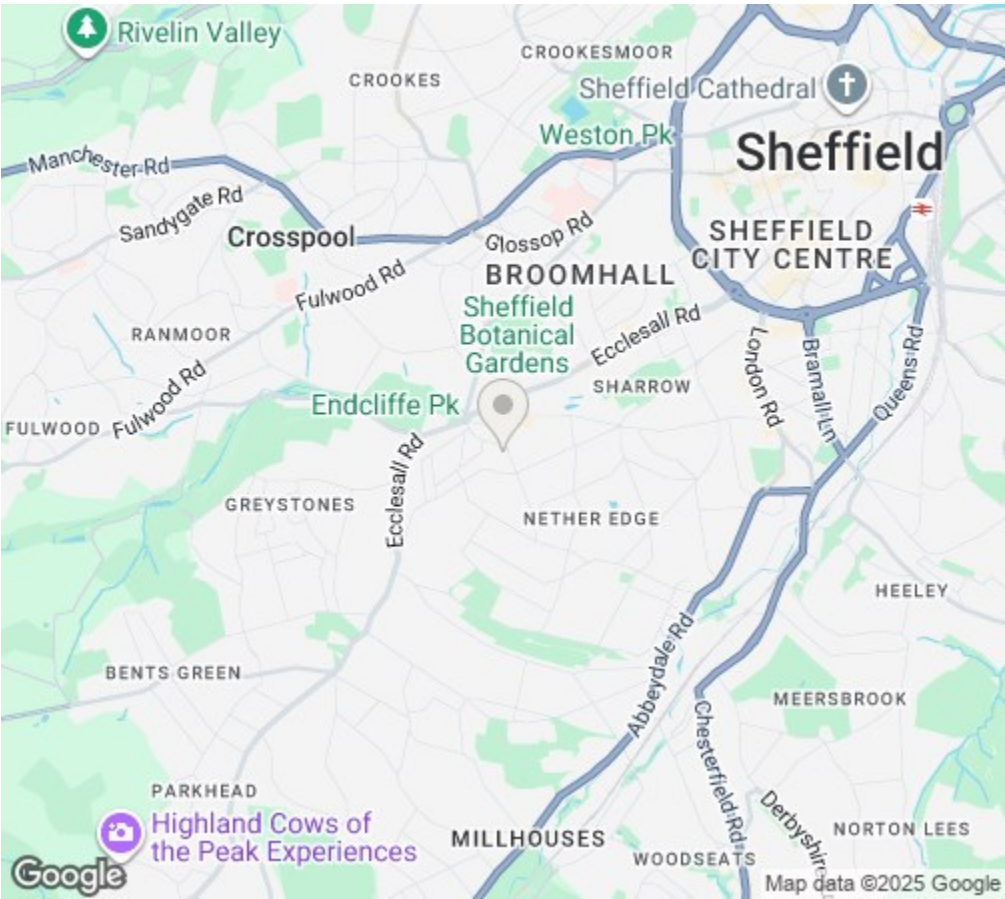 Rivelin Valley
CROOKES
CROOKESMOOR
Sheffield Cathedral
Weston Pk
Sheffield
Manchester Rd
Sandygate Rd
Crosspool
Glossop Rd
SHEFFIELD
CITY CENTRE
BROOMHALL
Fulwood Rd
Sheffield
Botanical
Gardens
Ecclesall Rd
RANMOOR
London Rd
Bramall Ln
Queens Rd
SHARROW
Fulwood Rd
Endcliffe Pk
FULWOOD
Ecclesall Rd
GREYSTONES
NETHER EDGE
HEELEY
Abbeydale Rd
BENTS GREEN
MEERSBROOK
Chesterfield Rd
PARKHEAD
Derbyshire
Highland Cows of
the Peak Experiences
MILLHOUSES
NORTON LEES
WOODSEATS
Google
Map data ©2025 Google